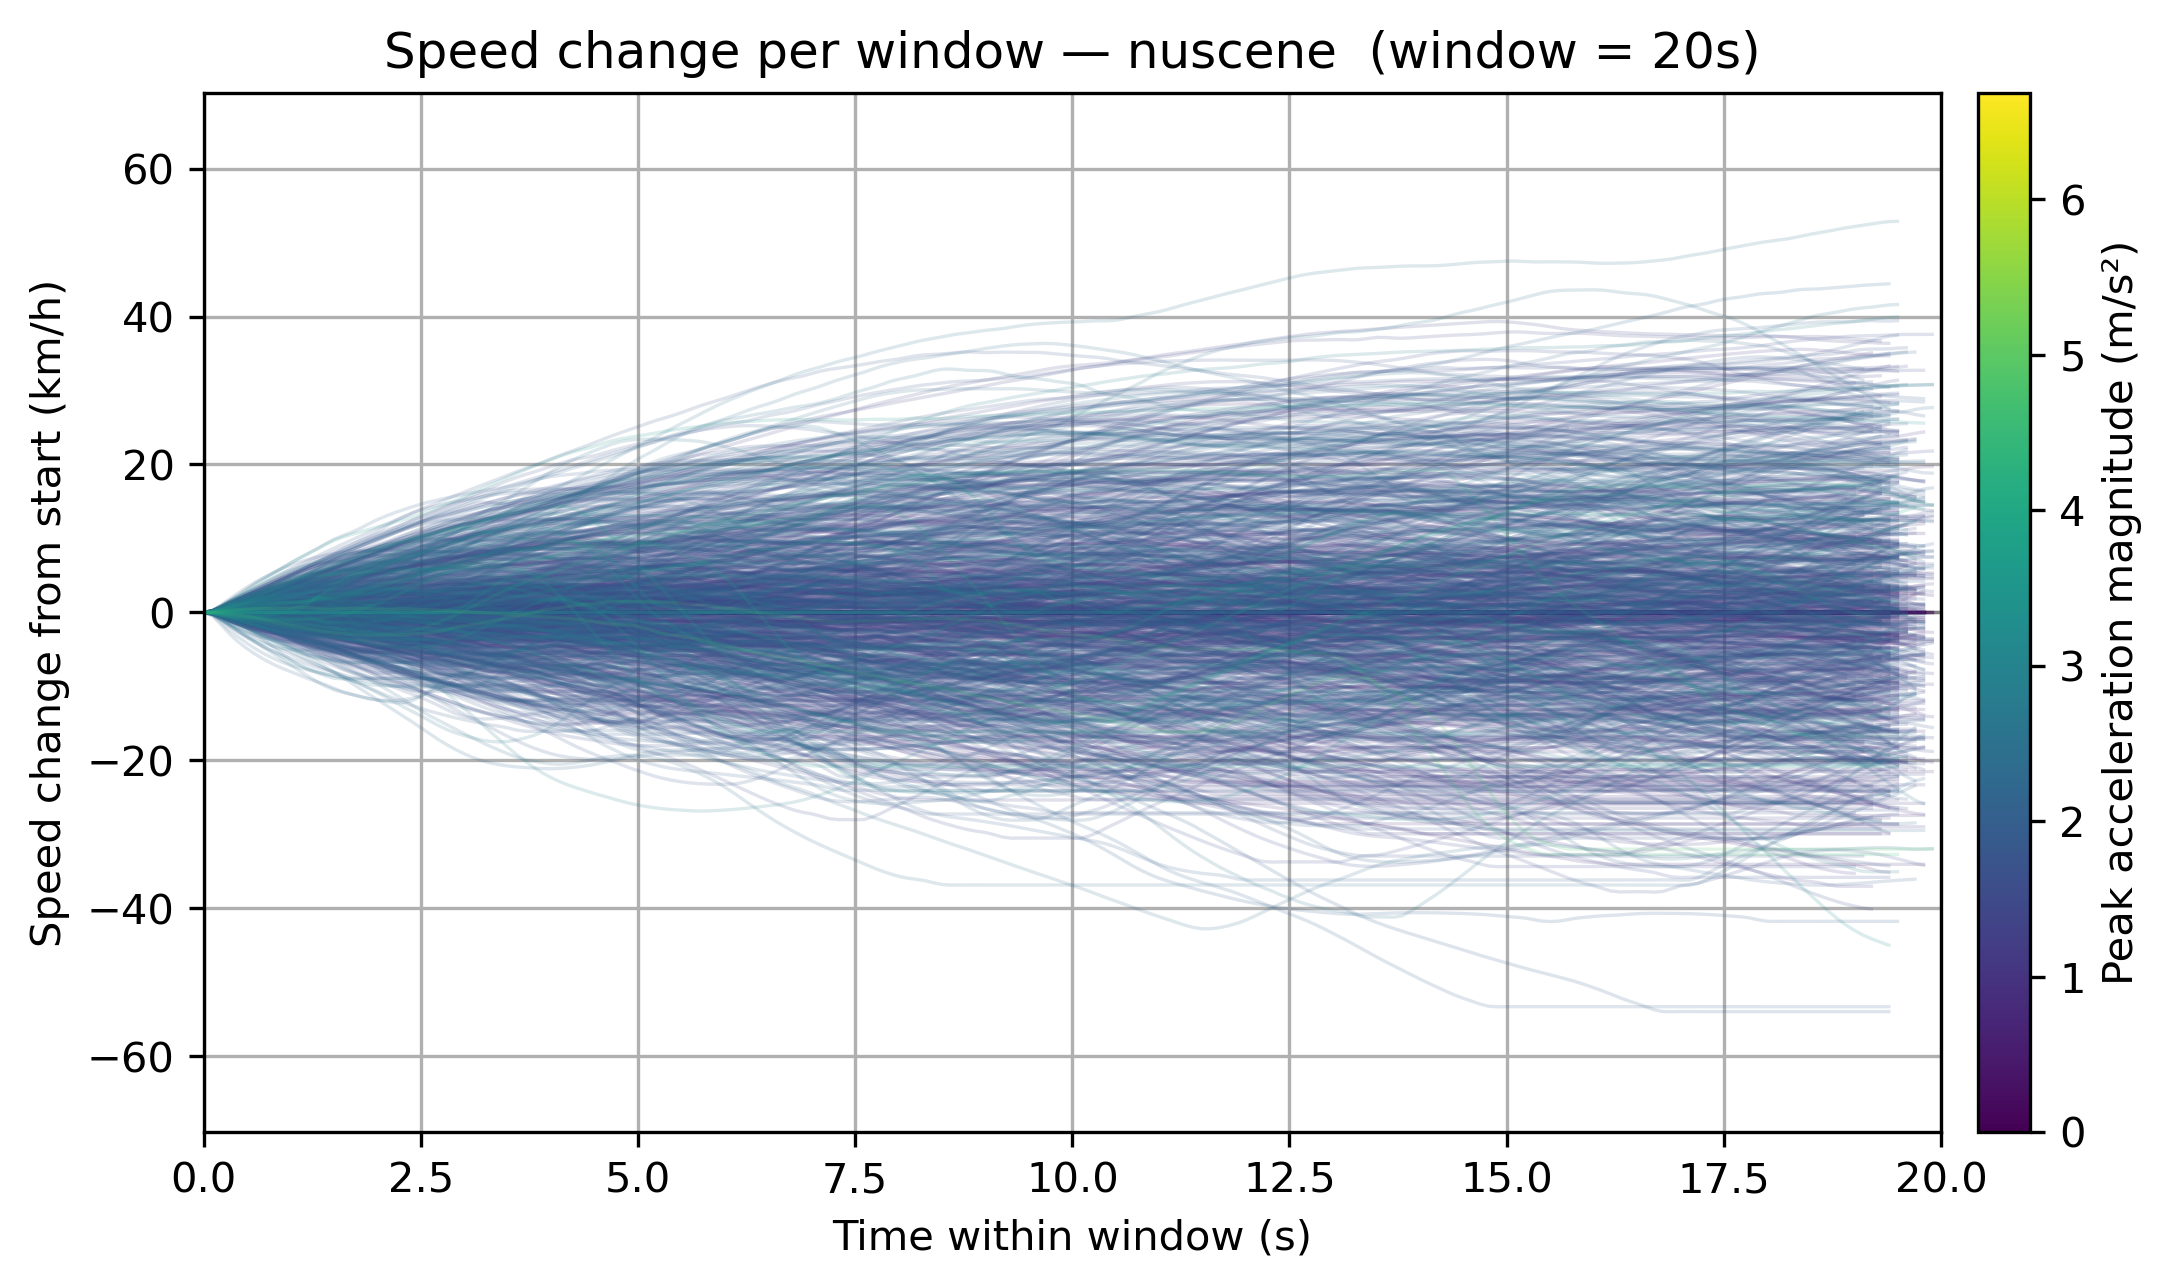 Speed change per window — nuscene  (window = 20s)
Speed change from start (km/h)
60
40
20
0
−20
−40
−60
0.0 2.5 5.0 7.5 10.0 12.5 15.0 17.5 20.0
Time within window (s)
6
5
4
3
2
1
0
Peak acceleration magnitude (m/s²)